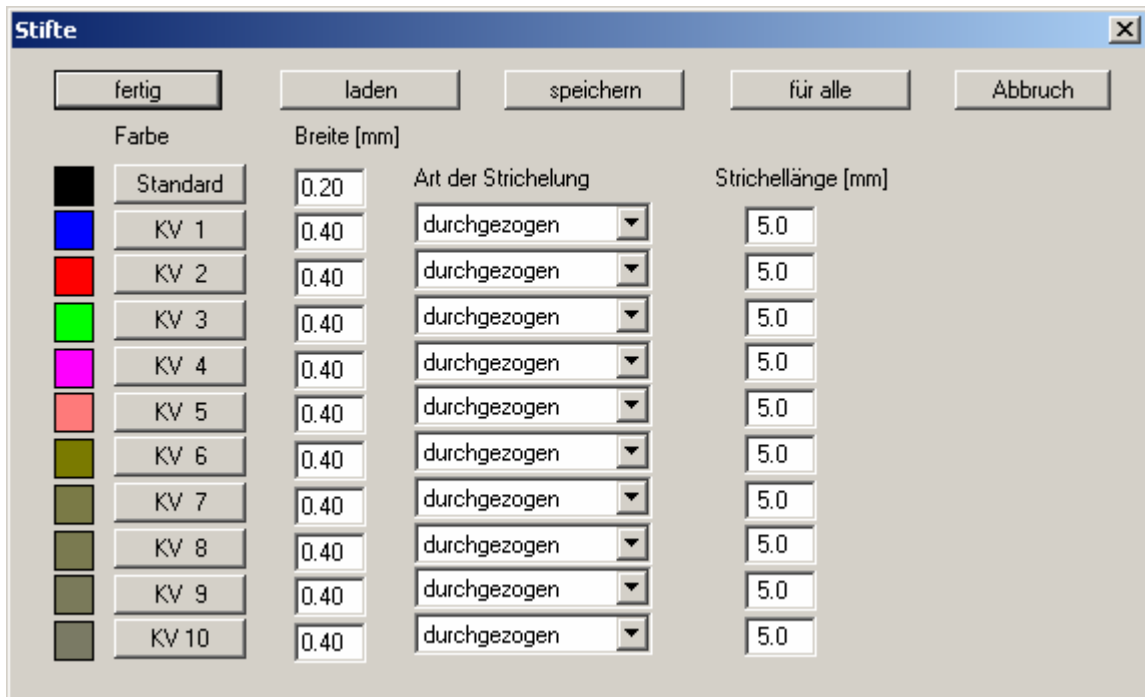 Stifte
fertig laden speichern für alle Abbruch
Farbe Breite [mm]
Standard 0.20 Art der Strichelung Strichellänge [mm]
KV 1 0.40 durchgezogen 5.0
KV 2 0.40 durchgezogen 5.0
KV 3 0.40 durchgezogen 5.0
KV 4 0.40 durchgezogen 5.0
KV 5 0.40 durchgezogen 5.0
KV 6 0.40 durchgezogen 5.0
KV 7 0.40 durchgezogen 5.0
KV 8 0.40 durchgezogen 5.0
KV 9 0.40 durchgezogen 5.0
KV 10 0.40 durchgezogen 5.0